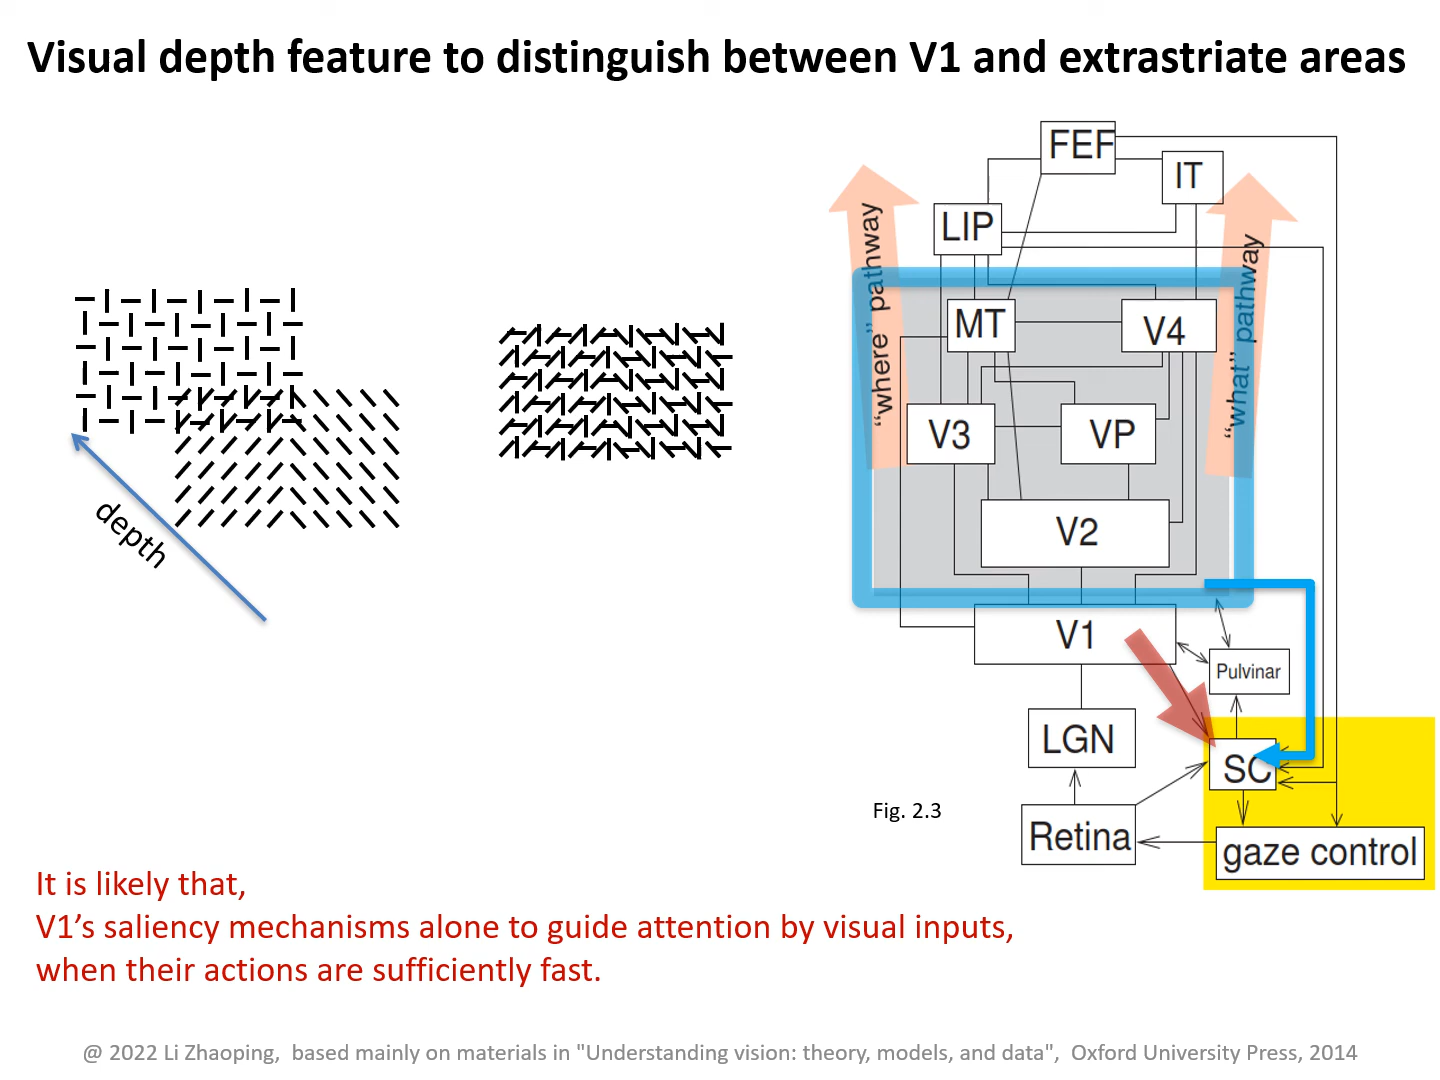 Visual depth feature to distinguish between V1 and extrastriate areas
FEF
IT
LIP
"where" pathway
"what" pathway
MT
V4
V3
VP
V2
V1
Pulvinar
LGN
SC
Retina
gaze control
Fig. 2.3
depth
It is likely that,
V1's saliency mechanisms alone to guide attention by visual inputs,
when their actions are sufficiently fast.
@ 2022 Li Zhaoping, based mainly on materials in "Understanding vision: theory, models, and data", Oxford University Press, 2014